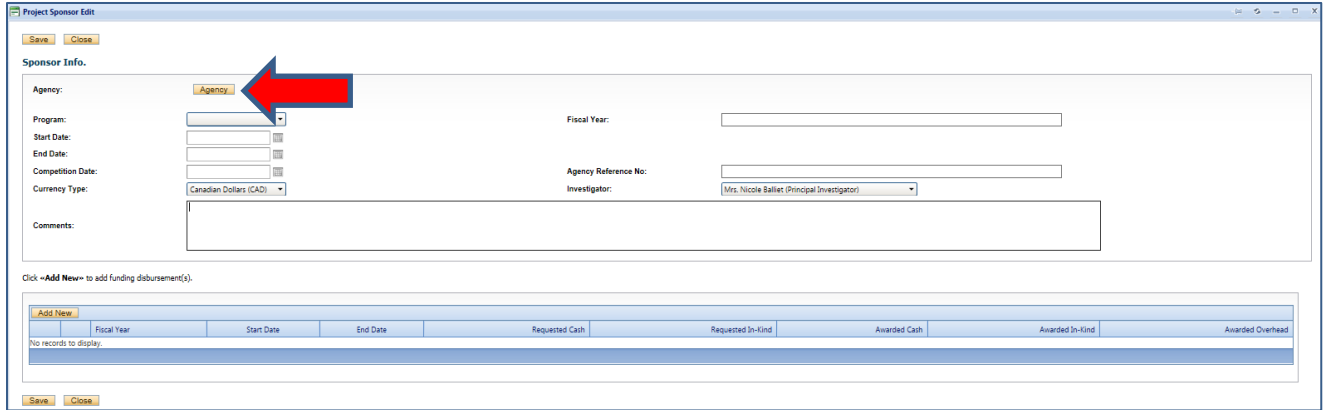 Project Sponsor Edit
Save Close
Sponsor Info.
Agency: Agency
Program: Fiscal Year:
Start Date:
End Date:
Competition Date: Agency Reference No:
Currency Type: Canadian Dollars (CAD) Investigator: Mrs. Nicole Balliet (Principal Investigator)
Comments:
Click «Add New» to add funding disbursement(s).
Add New
Fiscal Year Start Date End Date Requested Cash Requested In-Kind Awarded Cash Awarded In-Kind Awarded Overhead
No records to display.
Save Close